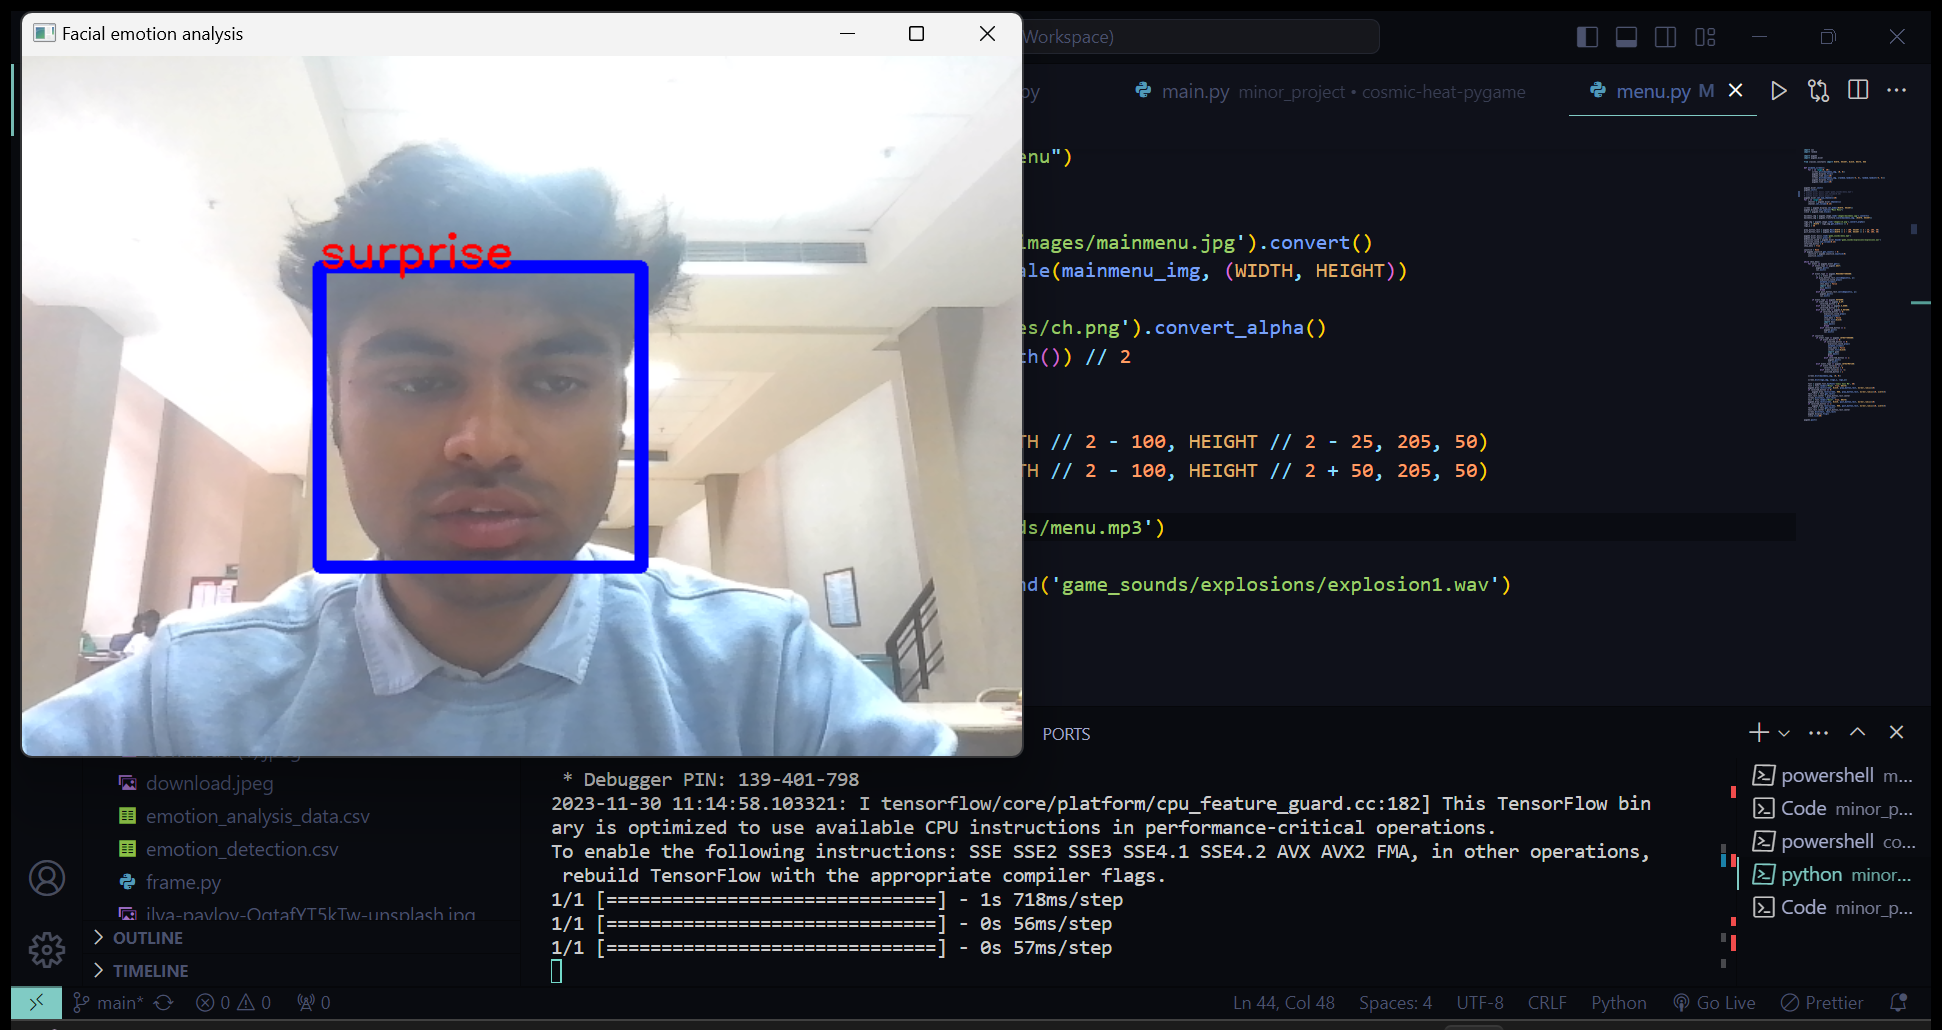 Facial emotion analysis
surprise
Workspace)
py
main.py minor_project • cosmic-heat-pygame
menu.py M
enu")
images/mainmenu.jpg').convert()
ale(mainmenu_img, (WIDTH, HEIGHT))
es/ch.png').convert_alpha()
th()) // 2
TH // 2 - 100, HEIGHT // 2 - 25, 205, 50)
TH // 2 - 100, HEIGHT // 2 + 50, 205, 50)
ds/menu.mp3')
nd('game_sounds/explosions/explosion1.wav')
PORTS
download.jpeg
emotion_analysis_data.csv
emotion_detection.csv
frame.py
ilya-pavlov-OqtafYT5kTw-unsplash.jpg
OUTLINE
TIMELINE
* Debugger PIN: 139-401-798
2023-11-30 11:14:58.103321: I tensorflow/core/platform/cpu_feature_guard.cc:182] This TensorFlow bin
ary is optimized to use available CPU instructions in performance-critical operations.
To enable the following instructions: SSE SSE2 SSE3 SSE4.1 SSE4.2 AVX AVX2 FMA, in other operations,
rebuild TensorFlow with the appropriate compiler flags.
1/1 [==============================] - 1s 718ms/step
1/1 [==============================] - 0s 56ms/step
1/1 [==============================] - 0s 57ms/step
powershell m...
Code minor_p...
powershell co...
python minor...
Code minor_p...
main* 0 0 0
Ln 44, Col 48 Spaces: 4 UTF-8 CRLF Python Go Live Prettier